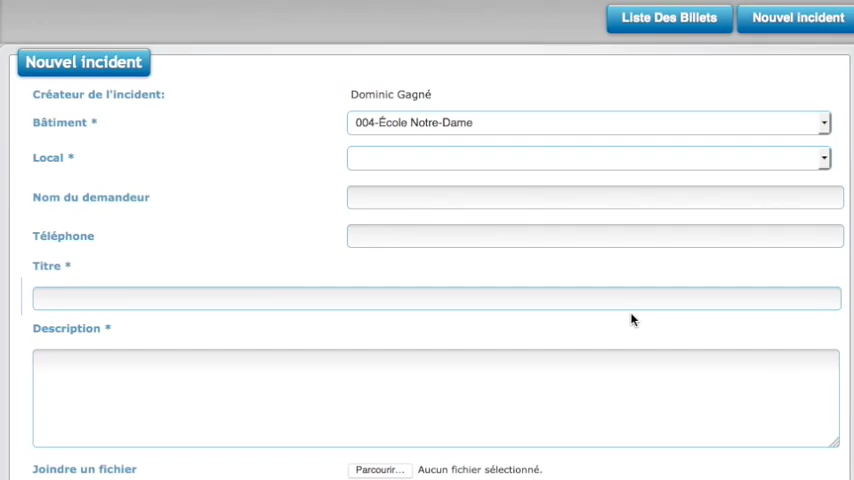 Liste Des Billets
Nouvel incident
Nouvel incident
Créateur de l'incident: Dominic Gagné
Bâtiment * 004-École Notre-Dame
Local *
Nom du demandeur
Téléphone
Titre *
Description *
Joindre un fichier Parcourir... Aucun fichier sélectionné.